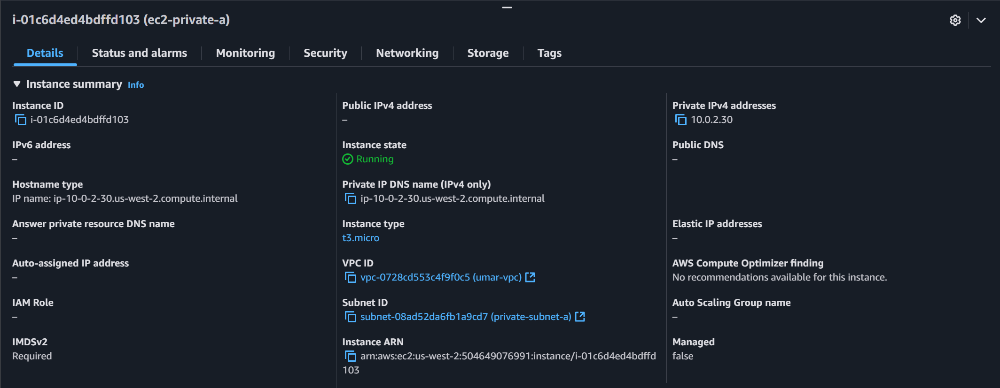 i-01c6d4ed4bdffd103 (ec2-private-a)
Details
Status and alarms
Monitoring
Security
Networking
Storage
Tags
Instance summary Info
Instance ID
i-01c6d4ed4bdffd103
Public IPv4 address
–
Private IPv4 addresses
10.0.2.30
IPv6 address
–
Instance state
Running
Public DNS
–
Hostname type
IP name: ip-10-0-2-30.us-west-2.compute.internal
Private IP DNS name (IPv4 only)
ip-10-0-2-30.us-west-2.compute.internal
Answer private resource DNS name
–
Instance type
t3.micro
Elastic IP addresses
–
Auto-assigned IP address
–
VPC ID
vpc-0728cd553c4f9f0c5 (umar-vpc)
AWS Compute Optimizer finding
No recommendations available for this instance.
IAM Role
–
Subnet ID
subnet-08ad52da6fb1a9cd7 (private-subnet-a)
Auto Scaling Group name
–
IMDSv2
Required
Instance ARN
arn:aws:ec2:us-west-2:504649076991:instance/i-01c6d4ed4bdffd
103
Managed
false